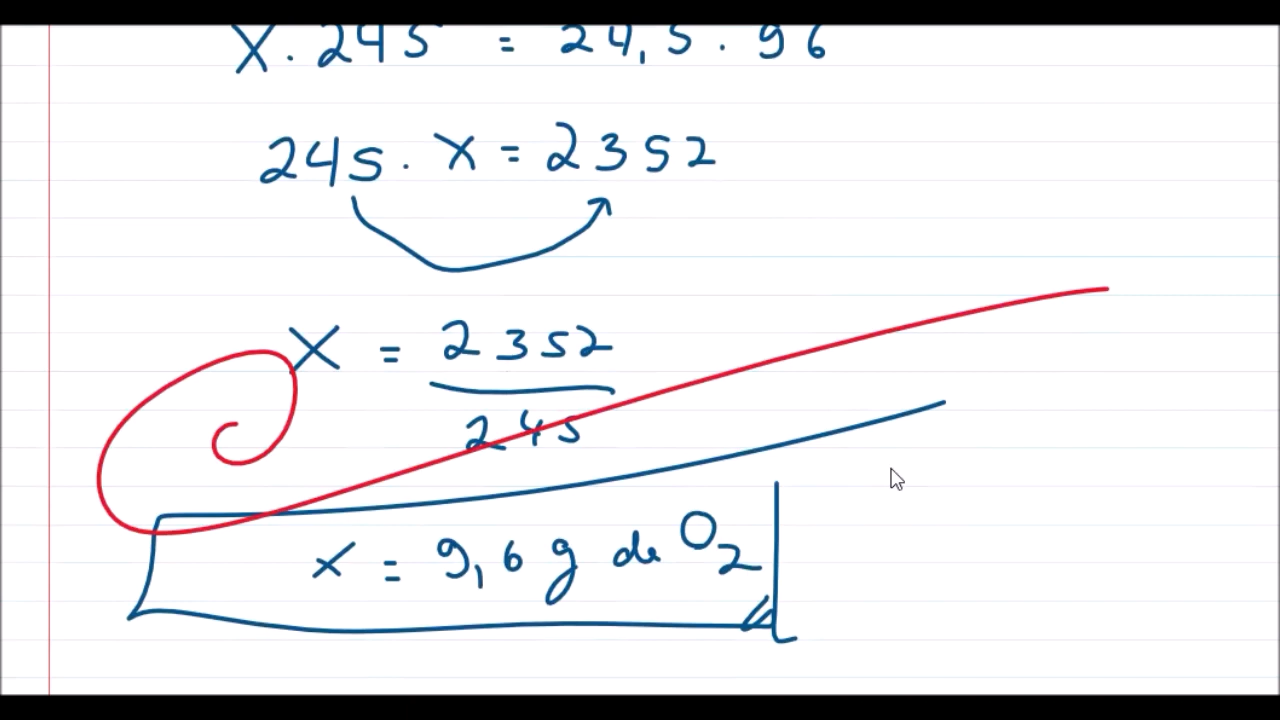 X · 245 = 24,5 · 96
245 · X = 2352
X = 2352
245
x = 9,6 g de O2